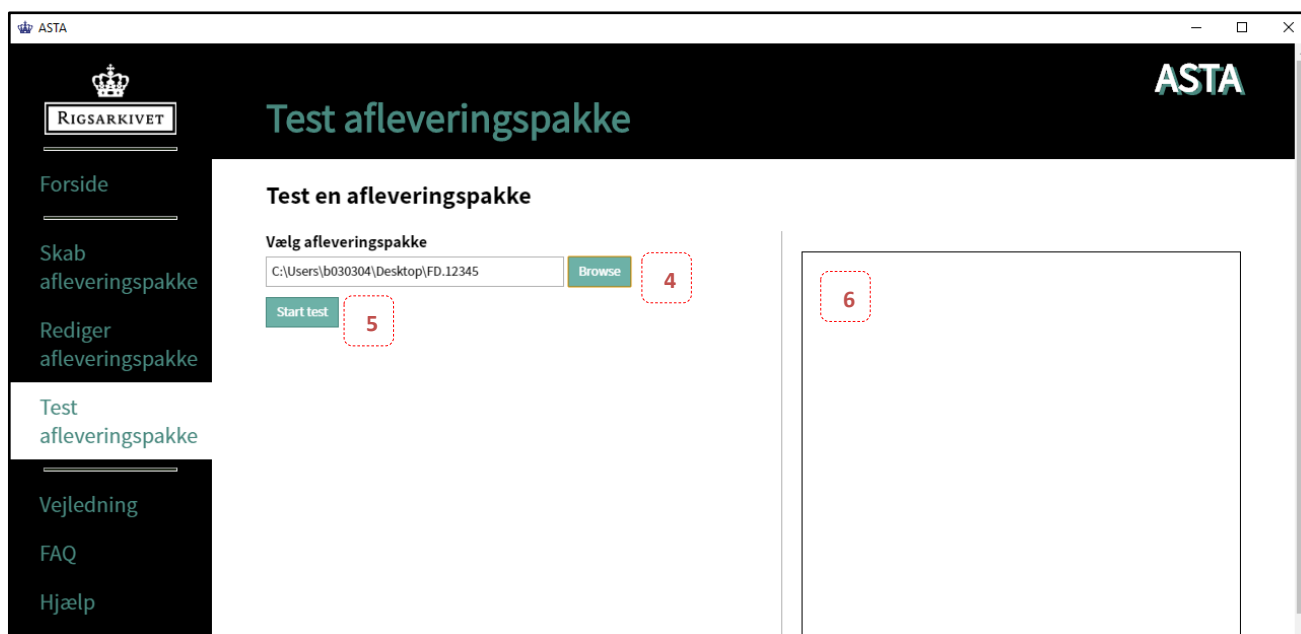 ASTA
RIGSARKIVET
ASTA
Test afleveringspakke
Forside
Skab
afleveringspakke
Rediger
afleveringspakke
Test
afleveringspakke
Vejledning
FAQ
Hjælp
Test en afleveringspakke
Vælg afleveringspakke
C:\Users\b030304\Desktop\FD.12345
Browse
4
Start test
5
6